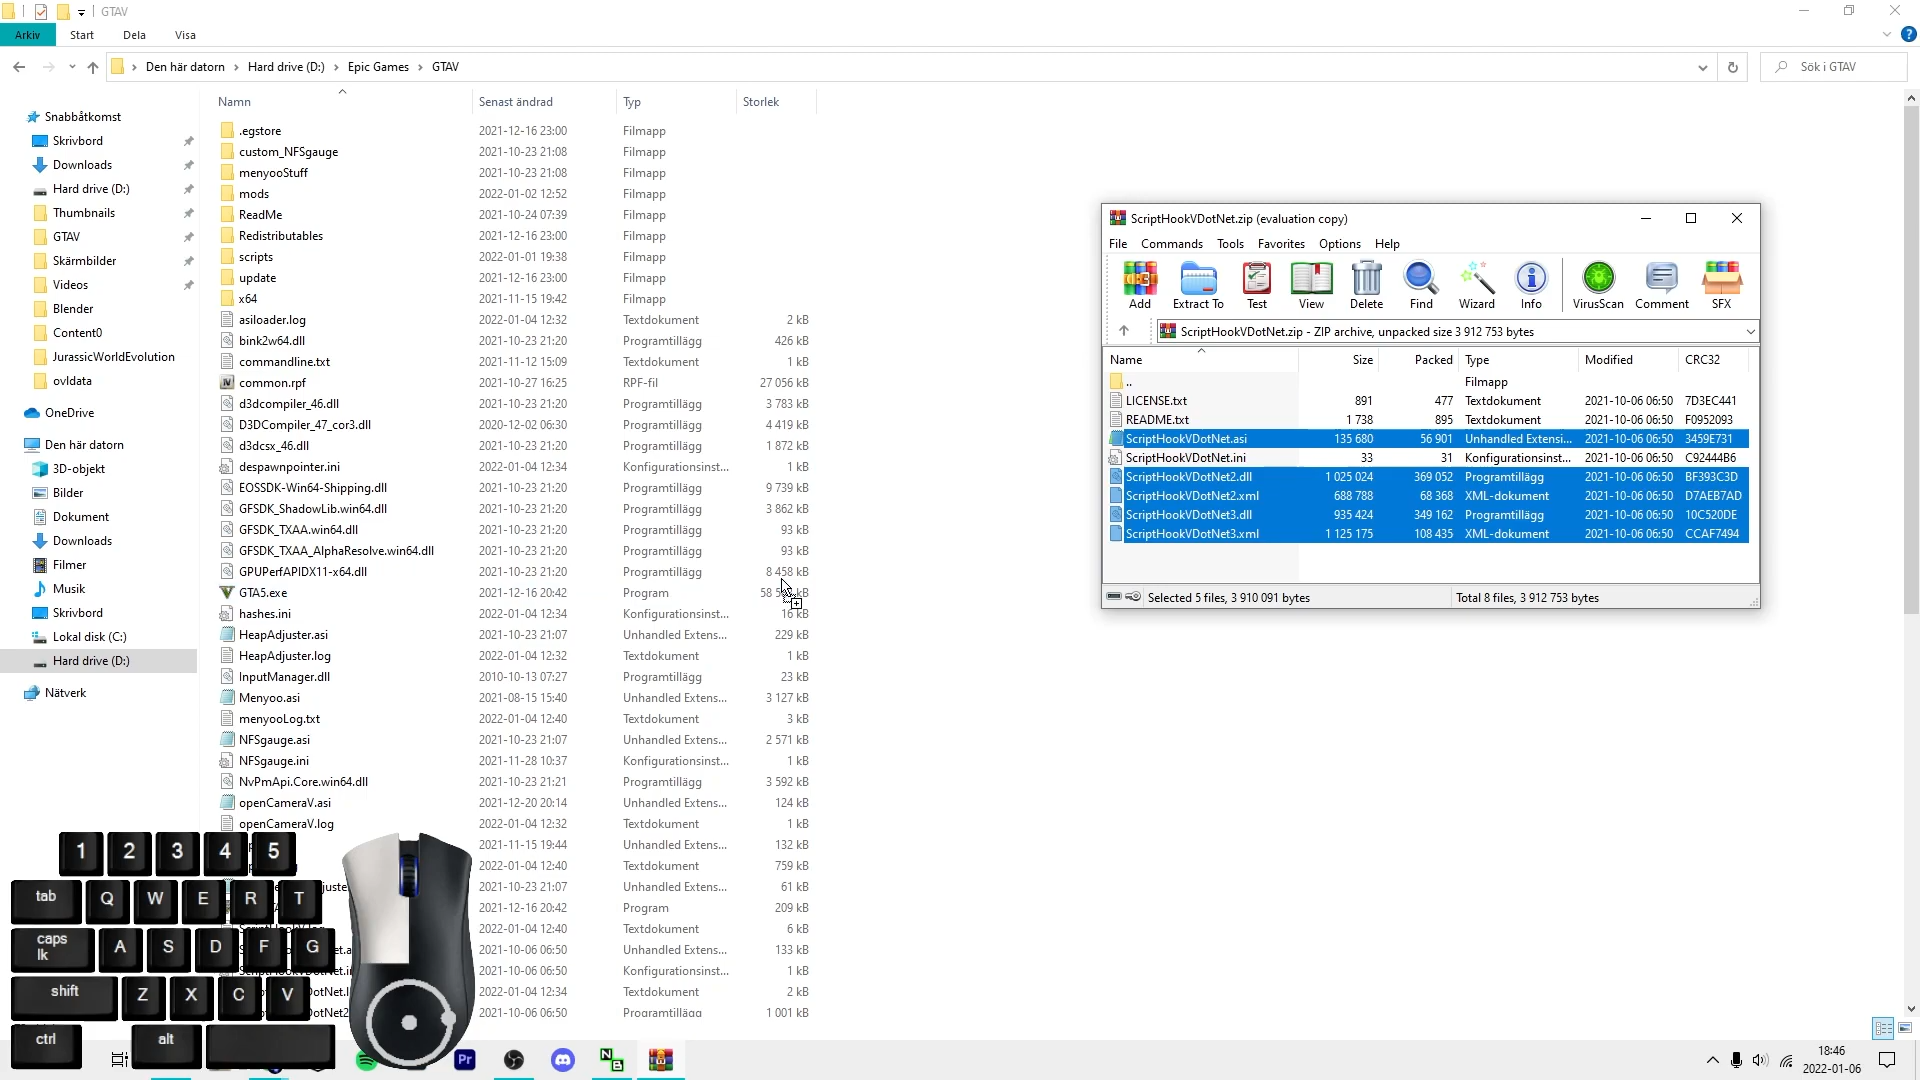 GTAV
Arkiv Start Dela Visa
Den här datorn Hard drive (D:) Epic Games GTAV
Sök i GTAV
Namn Senast ändrad Typ Storlek
Snabbåtkomst
Skrivbord
Downloads
Hard drive (D:)
Thumbnails
GTAV
Skärmbilder
Videos
Blender
Content0
JurassicWorldEvolution
ovldata
OneDrive
Den här datorn
3D-objekt
Bilder
Dokument
Downloads
Filmer
Musik
Skrivbord
Lokal disk (C:)
Hard drive (D:)
Nätverk
.egstore 2021-12-16 23:00 Filmapp
custom_NFSgauge 2021-10-23 21:08 Filmapp
menyooStuff 2021-10-23 21:08 Filmapp
mods 2022-01-02 12:52 Filmapp
ReadMe 2021-10-24 07:39 Filmapp
Redistributables 2021-12-16 23:00 Filmapp
scripts 2022-01-01 19:38 Filmapp
update 2021-12-16 23:00 Filmapp
x64 2021-11-15 19:42 Filmapp
asiloader.log 2022-01-04 12:32 Textdokument 2 kB
bink2w64.dll 2021-10-23 21:20 Programtillägg 426 kB
commandline.txt 2021-11-12 15:09 Textdokument 1 kB
common.rpf 2021-10-27 16:25 RPF-fil 27 056 kB
d3dcompiler_46.dll 2021-10-23 21:20 Programtillägg 3 783 kB
D3DCompiler_47_cor3.dll 2020-12-02 06:30 Programtillägg 4 419 kB
d3dcsx_46.dll 2021-10-23 21:20 Programtillägg 1 872 kB
despawnpointer.ini 2022-01-04 12:34 Konfigurationsinst... 1 kB
EOSSDK-Win64-Shipping.dll 2021-10-23 21:20 Programtillägg 9 739 kB
GFSDK_ShadowLib.win64.dll 2021-10-23 21:20 Programtillägg 3 862 kB
GFSDK_TXAA.win64.dll 2021-10-23 21:20 Programtillägg 93 kB
GFSDK_TXAA_AlphaResolve.win64.dll 2021-10-23 21:20 Programtillägg 93 kB
GPUPerfAPIDX11-x64.dll 2021-10-23 21:20 Programtillägg 8 458 kB
GTA5.exe 2021-12-16 20:42 Program
hashes.ini 2022-01-04 12:34 Konfigurationsinst... 16 kB
HeapAdjuster.asi 2021-10-23 21:07 Unhandled Extens... 229 kB
HeapAdjuster.log 2022-01-04 12:32 Textdokument 1 kB
InputManager.dll 2010-10-13 07:27 Programtillägg 23 kB
Menyoo.asi 2021-08-15 15:40 Unhandled Extens... 3 127 kB
menyooLog.txt 2022-01-04 12:40 Textdokument 3 kB
NFSgauge.asi 2021-10-23 21:07 Unhandled Extens... 2 571 kB
NFSgauge.ini 2021-11-28 10:37 Konfigurationsinst... 1 kB
NvPmApi.Core.win64.dll 2021-10-23 21:21 Programtillägg 3 592 kB
openCameraV.asi 2021-12-20 20:14 Unhandled Extens... 124 kB
openCameraV.log 2022-01-04 12:32 Textdokument 1 kB
2021-11-15 19:44 Unhandled Extens... 132 kB
2022-01-04 12:40 Textdokument 759 kB
2021-10-23 21:07 Unhandled Extens... 61 kB
2021-12-16 20:42 Program 209 kB
2022-01-04 12:40 Textdokument 6 kB
2021-10-06 06:50 Unhandled Extens... 133 kB
2021-10-06 06:50 Konfigurationsinst... 1 kB
2022-01-04 12:34 Textdokument 2 kB
2021-10-06 06:50 Programtillägg 1 001 kB
ScriptHookVDotNet.zip (evaluation copy)
File Commands Tools Favorites Options Help
Add Extract To Test View Delete Find Wizard Info VirusScan Comment SFX
ScriptHookVDotNet.zip - ZIP archive, unpacked size 3 912 753 bytes
Name Size Packed Type Modified CRC32
.. Filmapp
LICENSE.txt 891 477 Textdokument 2021-10-06 06:50 7D3EC441
README.txt 1 738 895 Textdokument 2021-10-06 06:50 F0952093
ScriptHookVDotNet.asi 135 680 56 901 Unhandled Extensi... 2021-10-06 06:50 3459E731
ScriptHookVDotNet.ini 33 31 Konfigurationsinst... 2021-10-06 06:50 C92444B6
ScriptHookVDotNet2.dll 1 025 024 369 052 Programtillägg 2021-10-06 06:50 BF393C3D
ScriptHookVDotNet2.xml 688 788 68 368 XML-dokument 2021-10-06 06:50 D7AEB7AD
ScriptHookVDotNet3.dll 935 424 349 162 Programtillägg 2021-10-06 06:50 10C520DE
ScriptHookVDotNet3.xml 1 125 175 108 435 XML-dokument 2021-10-06 06:50 CCAF7494
Selected 5 files, 3 910 091 bytes Total 8 files, 3 912 753 bytes
1 2 3 4 5
tab Q W E R T
caps lk A S D F G
shift Z X C V
ctrl alt
Pr
18:46
2022-01-06